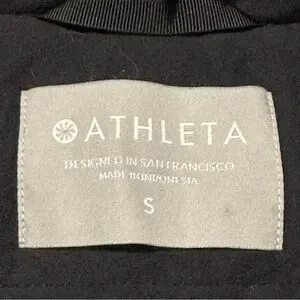 ATHLETA
DESIGNED IN SAN FRANCISCO
MADE IN INDONESIA
S